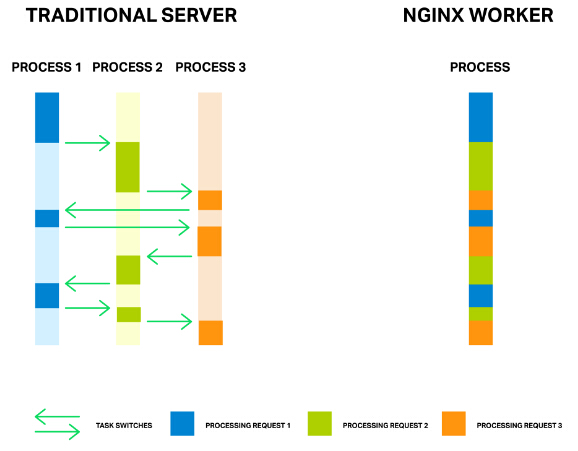 TRADITIONAL SERVER
NGINX WORKER
PROCESS 1 PROCESS 2 PROCESS 3
PROCESS
TASK SWITCHES
PROCESSING REQUEST 1
PROCESSING REQUEST 2
PROCESSING REQUEST 3